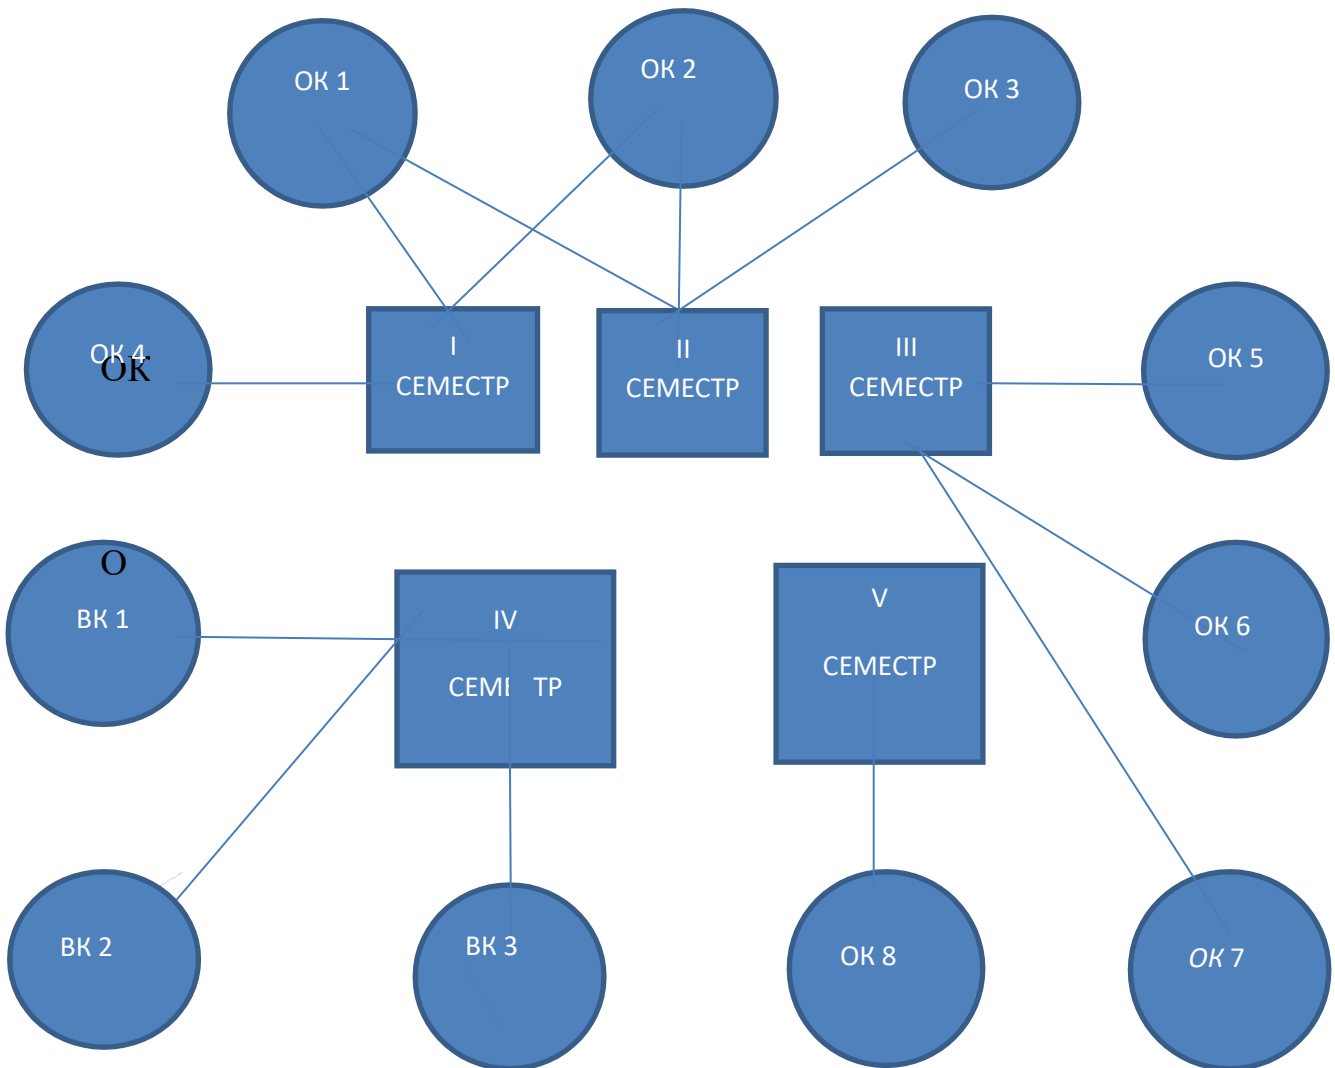 ОК 1
ОК 2
ОК 3
ОК 4
ОК
I
СЕМЕСТР
II
СЕМЕСТР
III
СЕМЕСТР
ОК 5
О
ВК 1
IV
СЕМЕ ТР
V
СЕМЕСТР
ОК 6
ВК 2
ВК 3
ОК 8
ОК 7